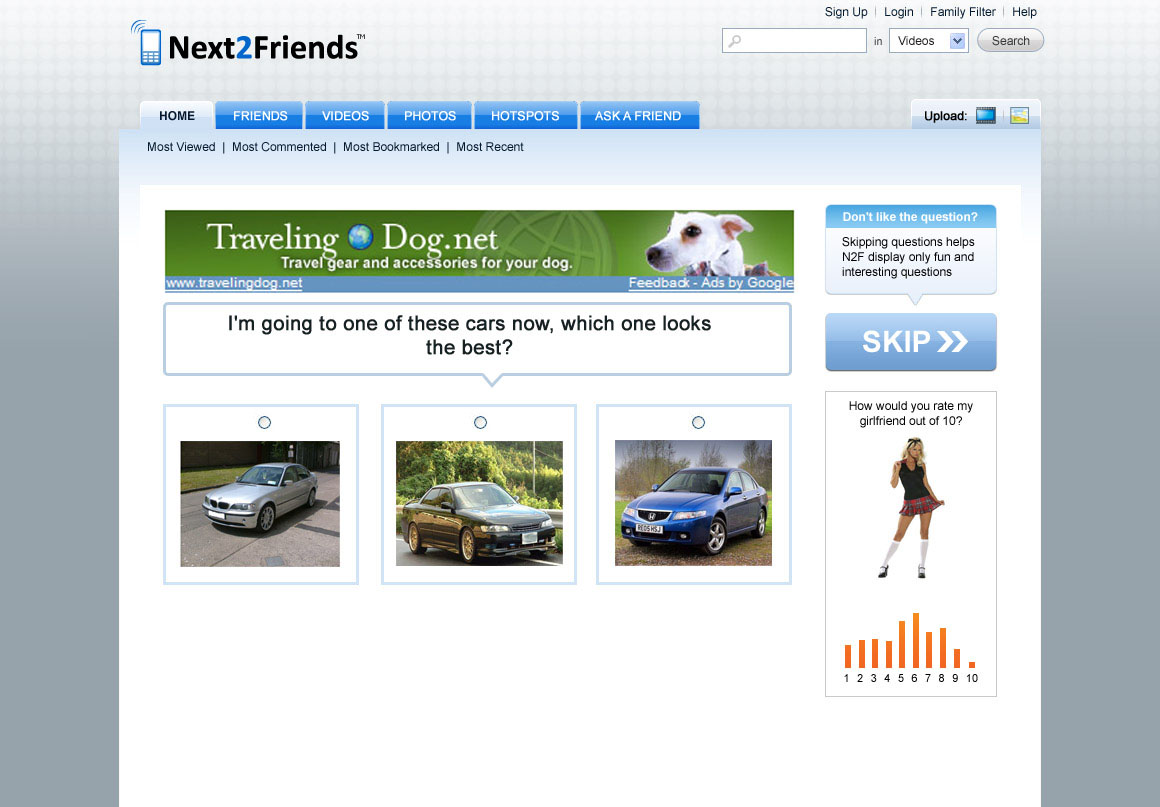 Sign Up | Login | Family Filter | Help
Next2Friends™
in Videos Search
HOME FRIENDS VIDEOS PHOTOS HOTSPOTS ASK A FRIEND
Upload:
Most Viewed | Most Commented | Most Bookmarked | Most Recent
Traveling Dog.net
Travel gear and accessories for your dog.
www.travelingdog.net Feedback - Ads by Google
I'm going to one of these cars now, which one looks
the best?
RE05 HSJ
Don't like the question?
Skipping questions helps
N2F display only fun and
interesting questions
SKIP
How would you rate my
girlfriend out of 10?
1 2 3 4 5 6 7 8 9 10